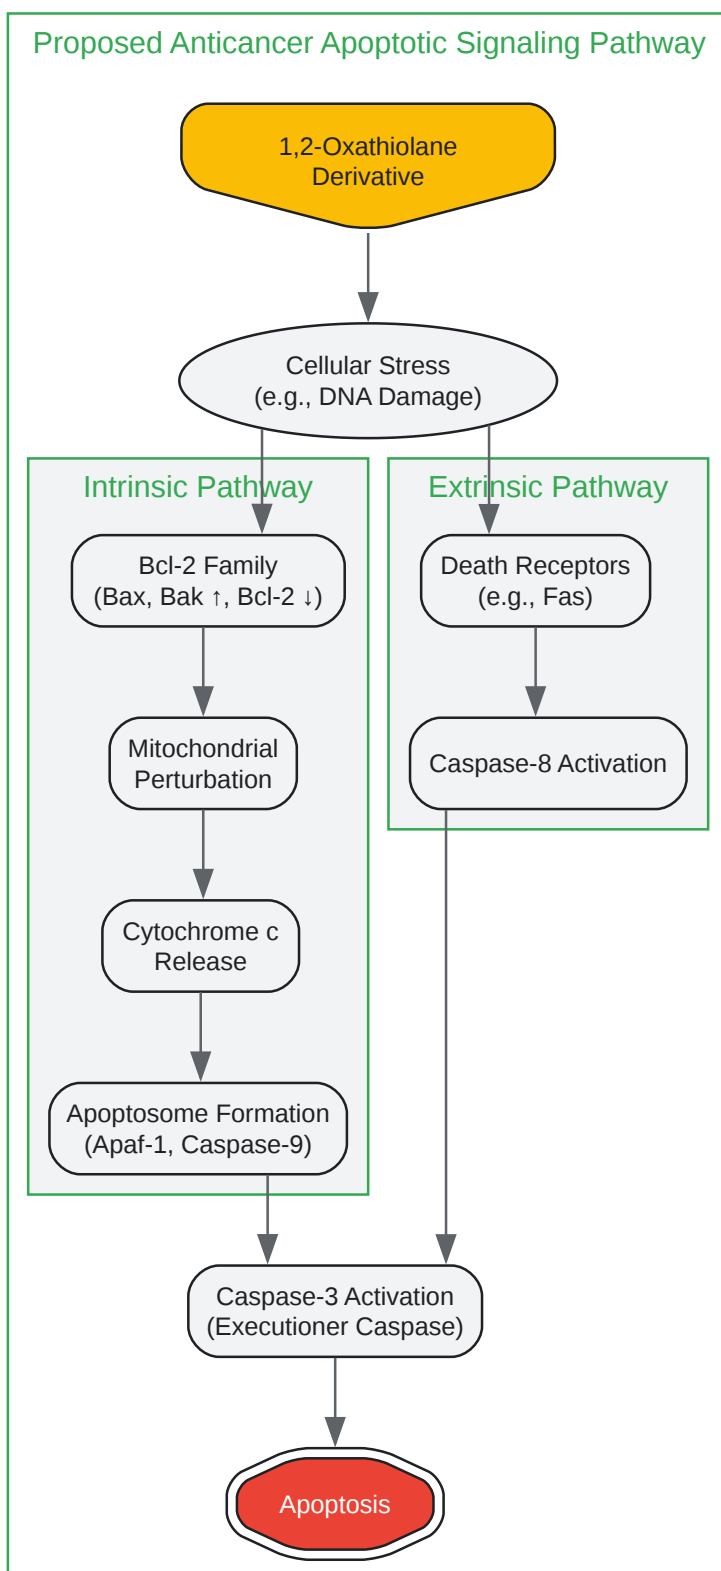 Proposed Anticancer Apoptotic Signaling Pathway
1,2-Oxathiolane
Derivative
Cellular Stress
(e.g., DNA Damage)
Intrinsic Pathway
Bcl-2 Family
(Bax, Bak ↑, Bcl-2 ↓)
Mitochondrial
Perturbation
Cytochrome c
Release
Apoptosome Formation
(Apaf-1, Caspase-9)
Extrinsic Pathway
Death Receptors
(e.g., Fas)
Caspase-8 Activation
Caspase-3 Activation
(Executioner Caspase)
Apoptosis